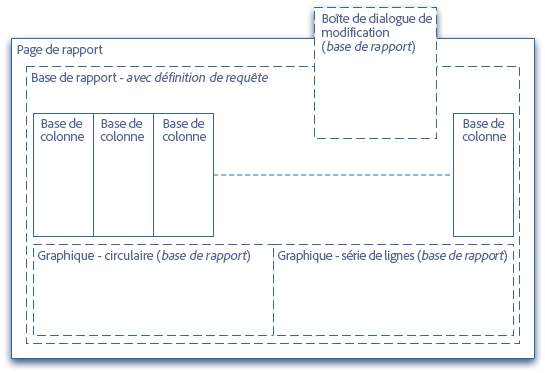 Boîte de dialogue de
modification
(base de rapport)
Page de rapport
Base de rapport - avec définition de requête
Base de
colonne
Base de
colonne
Base de
colonne
Base de
colonne
Graphique - circulaire (base de rapport)
Graphique - série de lignes (base de rapport)